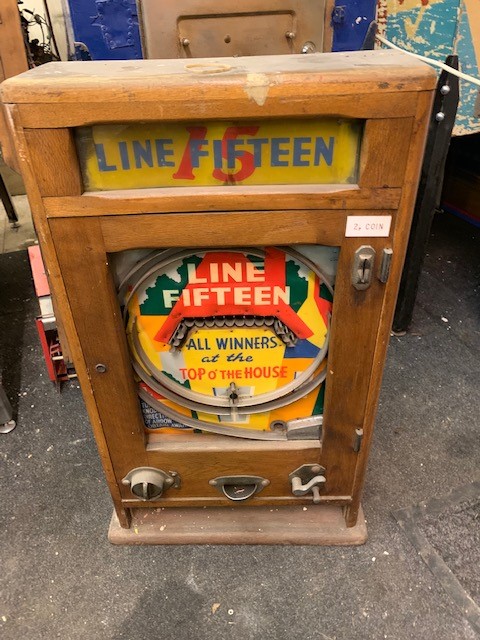 LINE 15 FIFTEEN
2. COIN
LINE
FIFTEEN
ALL WINNERS
at the
TOP O' THE HOUSE